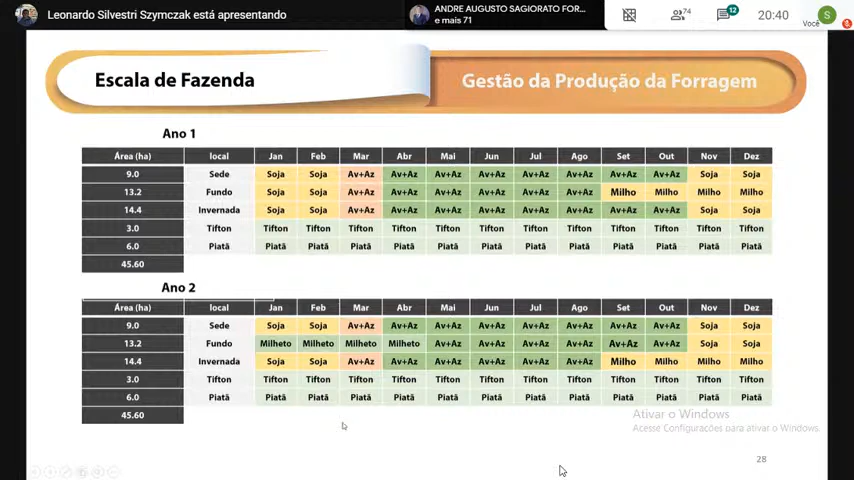 Leonardo Silvestri Szymczak está apresentando
ANDRE AUGUSTO SAGIORATO FOR...
e mais 71
74
12
20:40
S
Você
Escala de Fazenda
Gestão da Produção da Forragem
Ano 1
Área (ha) local Jan Feb Mar Abr Mai Jun Jul Ago Set Out Nov Dez
9.0 Sede Soja Soja Av+Az Av+Az Av+Az Av+Az Av+Az Av+Az Av+Az Av+Az Soja Soja
13.2 Fundo Soja Soja Av+Az Av+Az Av+Az Av+Az Av+Az Av+Az Milho Milho Milho Milho
14.4 Invernada Soja Soja Av+Az Av+Az Av+Az Av+Az Av+Az Av+Az Av+Az Av+Az Soja Soja
3.0 Tifton Tifton Tifton Tifton Tifton Tifton Tifton Tifton Tifton Tifton Tifton Tifton Tifton
6.0 Piatã Piatã Piatã Piatã Piatã Piatã Piatã Piatã Piatã Piatã Piatã Piatã Piatã
45.60
Ano 2
Área (ha) local Jan Feb Mar Abr Mai Jun Jul Ago Set Out Nov Dez
9.0 Sede Soja Soja Av+Az Av+Az Av+Az Av+Az Av+Az Av+Az Av+Az Av+Az Soja Soja
13.2 Fundo Milheto Milheto Milheto Milheto Av+Az Av+Az Av+Az Av+Az Av+Az Av+Az Soja Soja
14.4 Invernada Soja Soja Av+Az Av+Az Av+Az Av+Az Av+Az Av+Az Milho Milho Milho Milho
3.0 Tifton Tifton Tifton Tifton Tifton Tifton Tifton Tifton Tifton Tifton Tifton Tifton Tifton
6.0 Piatã Piatã Piatã Piatã Piatã Piatã Piatã Piatã Piatã Piatã Piatã Piatã Piatã
45.60
Ativar o Windows
Acesse Configurações para ativar o Windows.
28